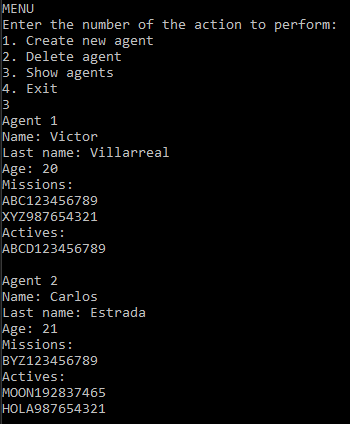 MENU
Enter the number of the action to perform:
1. Create new agent
2. Delete agent
3. Show agents
4. Exit
3
Agent 1
Name: Victor
Last name: Villarreal
Age: 20
Missions:
ABC123456789
XYZ987654321
Actives:
ABCD123456789

Agent 2
Name: Carlos
Last name: Estrada
Age: 21
Missions:
BYZ123456789
Actives:
MOON192837465
HOLA987654321